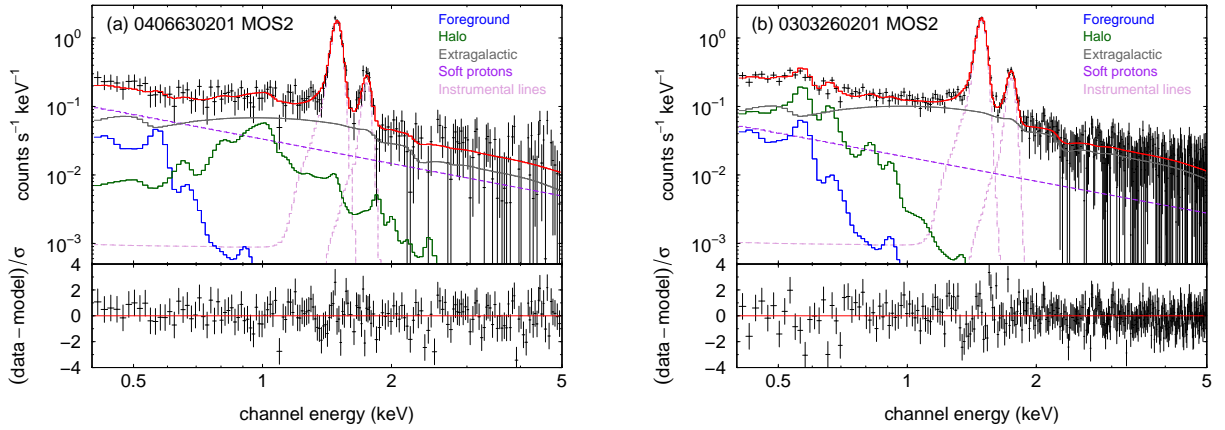 (a) 0406630201 MOS2
Foreground
Halo
Extragalactic
Soft protons
Instrumental lines
counts s⁻¹ keV⁻¹
10⁰
10⁻¹
10⁻²
10⁻³
(data−model)/σ
4
2
0
−2
−4
0.5
1
2
5
channel energy (keV)
(b) 0303260201 MOS2
Foreground
Halo
Extragalactic
Soft protons
Instrumental lines
counts s⁻¹ keV⁻¹
10⁰
10⁻¹
10⁻²
10⁻³
(data−model)/σ
4
2
0
−2
−4
0.5
1
2
5
channel energy (keV)